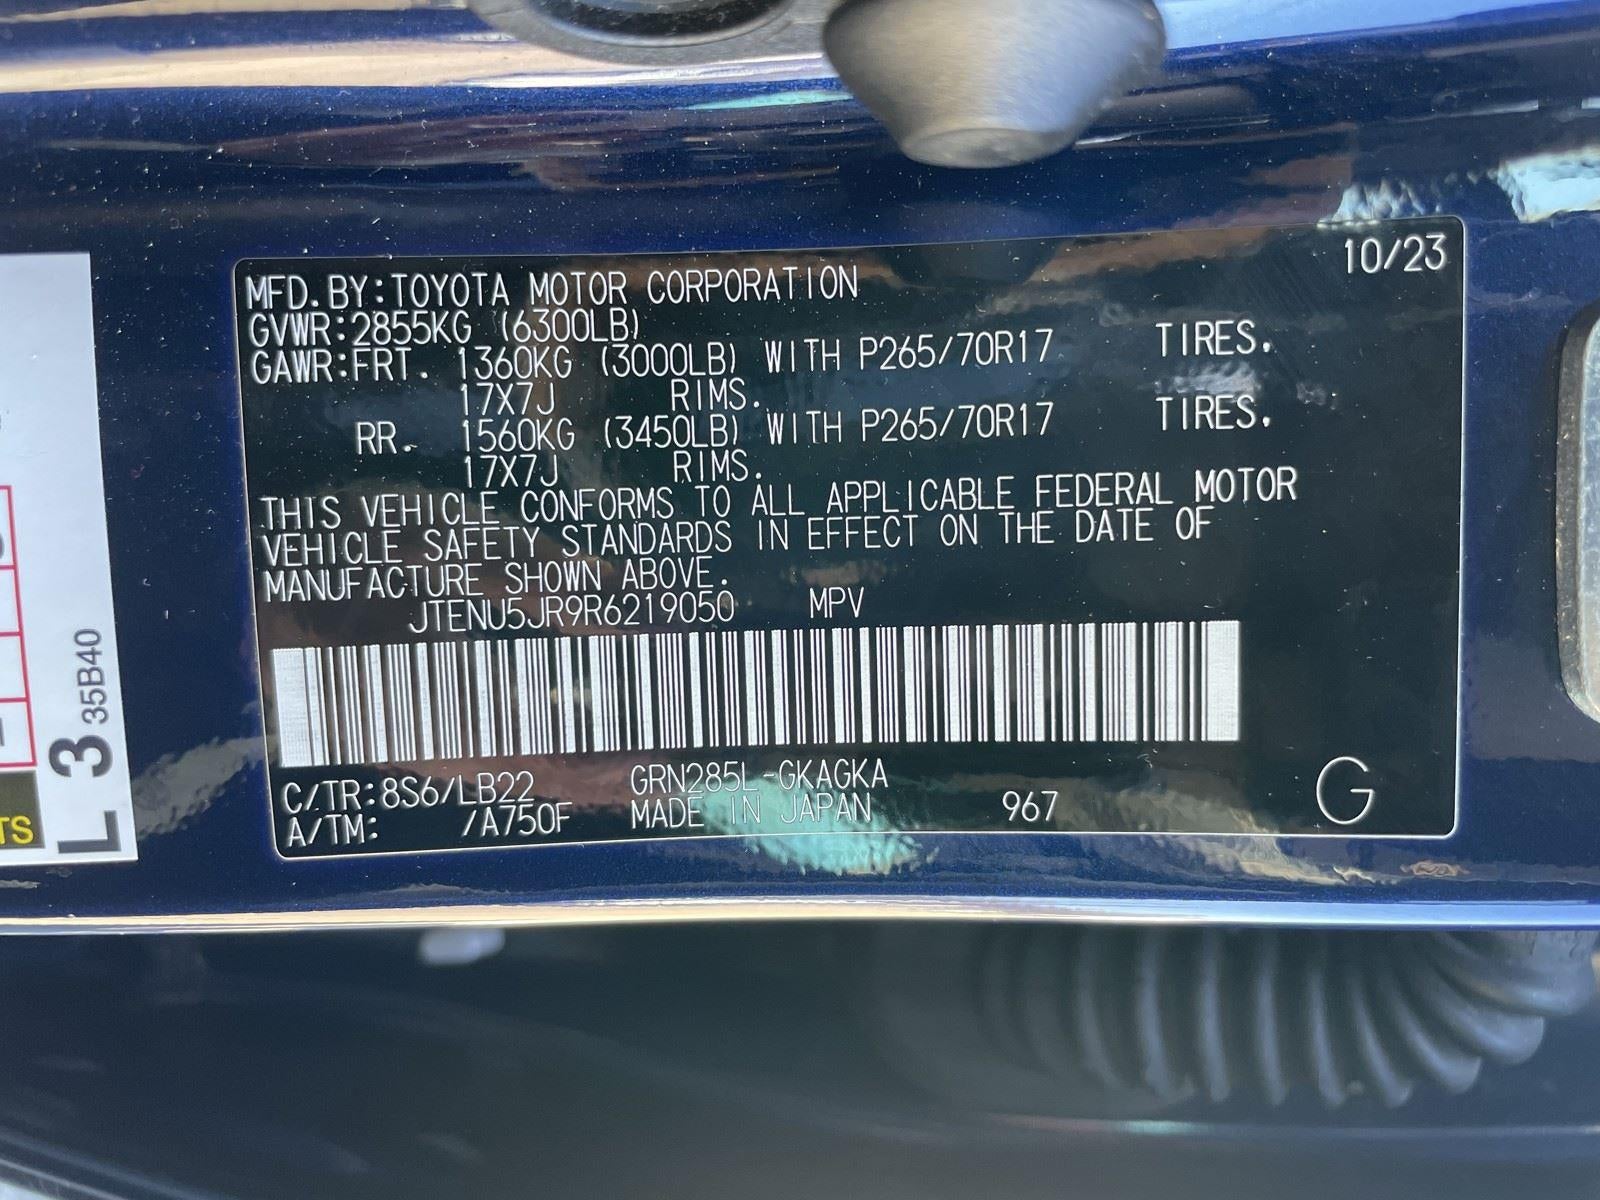 10/23
MFD.BY:TOYOTA MOTOR CORPORATION
GVWR:2855KG (6300LB)
GAWR:FRT. 1360KG (3000LB) WITH P265/70R17 TIRES.
17X7J RIMS.
RR. 1560KG (3450LB) WITH P265/70R17 TIRES.
17X7J RIMS.
THIS VEHICLE CONFORMS TO ALL APPLICABLE FEDERAL MOTOR
VEHICLE SAFETY STANDARDS IN EFFECT ON THE DATE OF
MANUFACTURE SHOWN ABOVE.
JTENU5JR9R6219050 MPV
C/TR:8S6/LB22 GRN285L-GKAGKA
A/TM: /A750F MADE IN JAPAN 967 G
L 3 35B40
TS